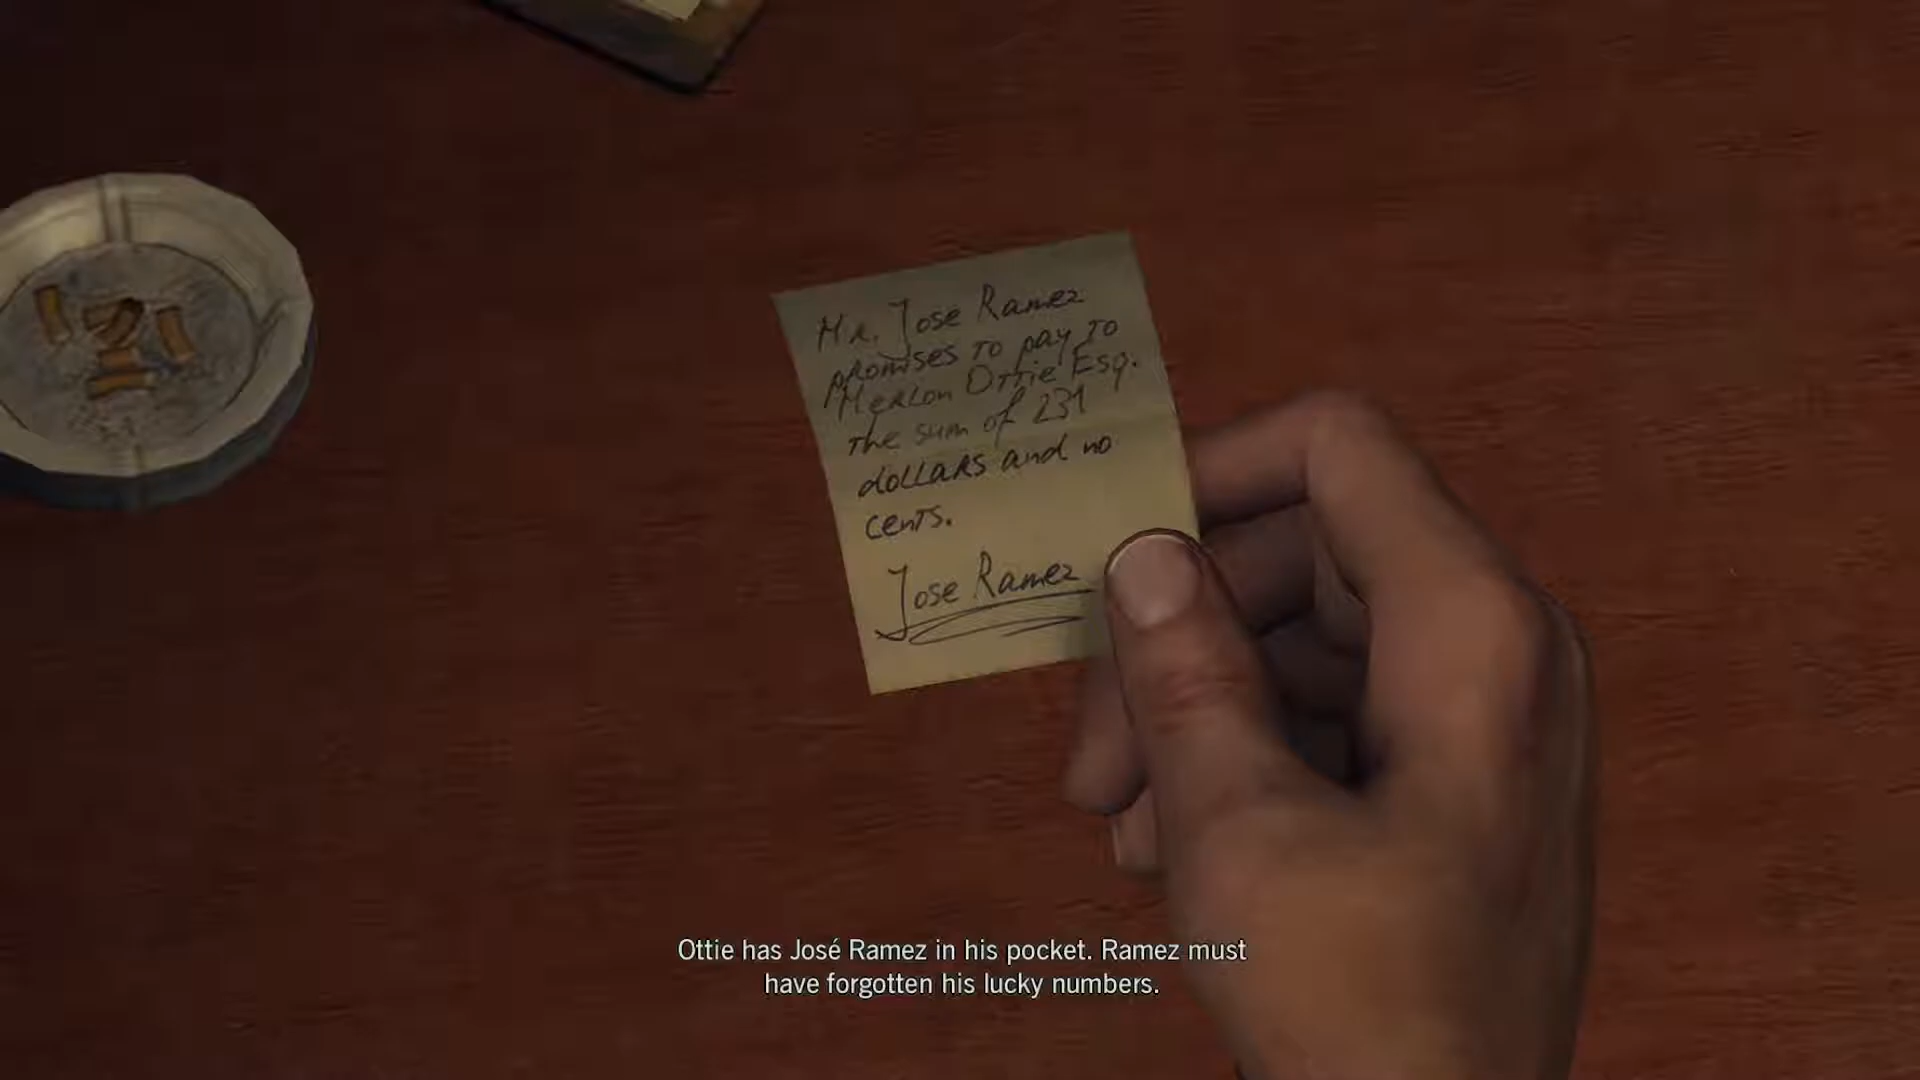 Mr. Jose Ramez
promises to pay to
Merlon Ottie Esq.
the sum of 231
dollars and no
cents.
Jose Ramez
Ottie has José Ramez in his pocket. Ramez must
have forgotten his lucky numbers.